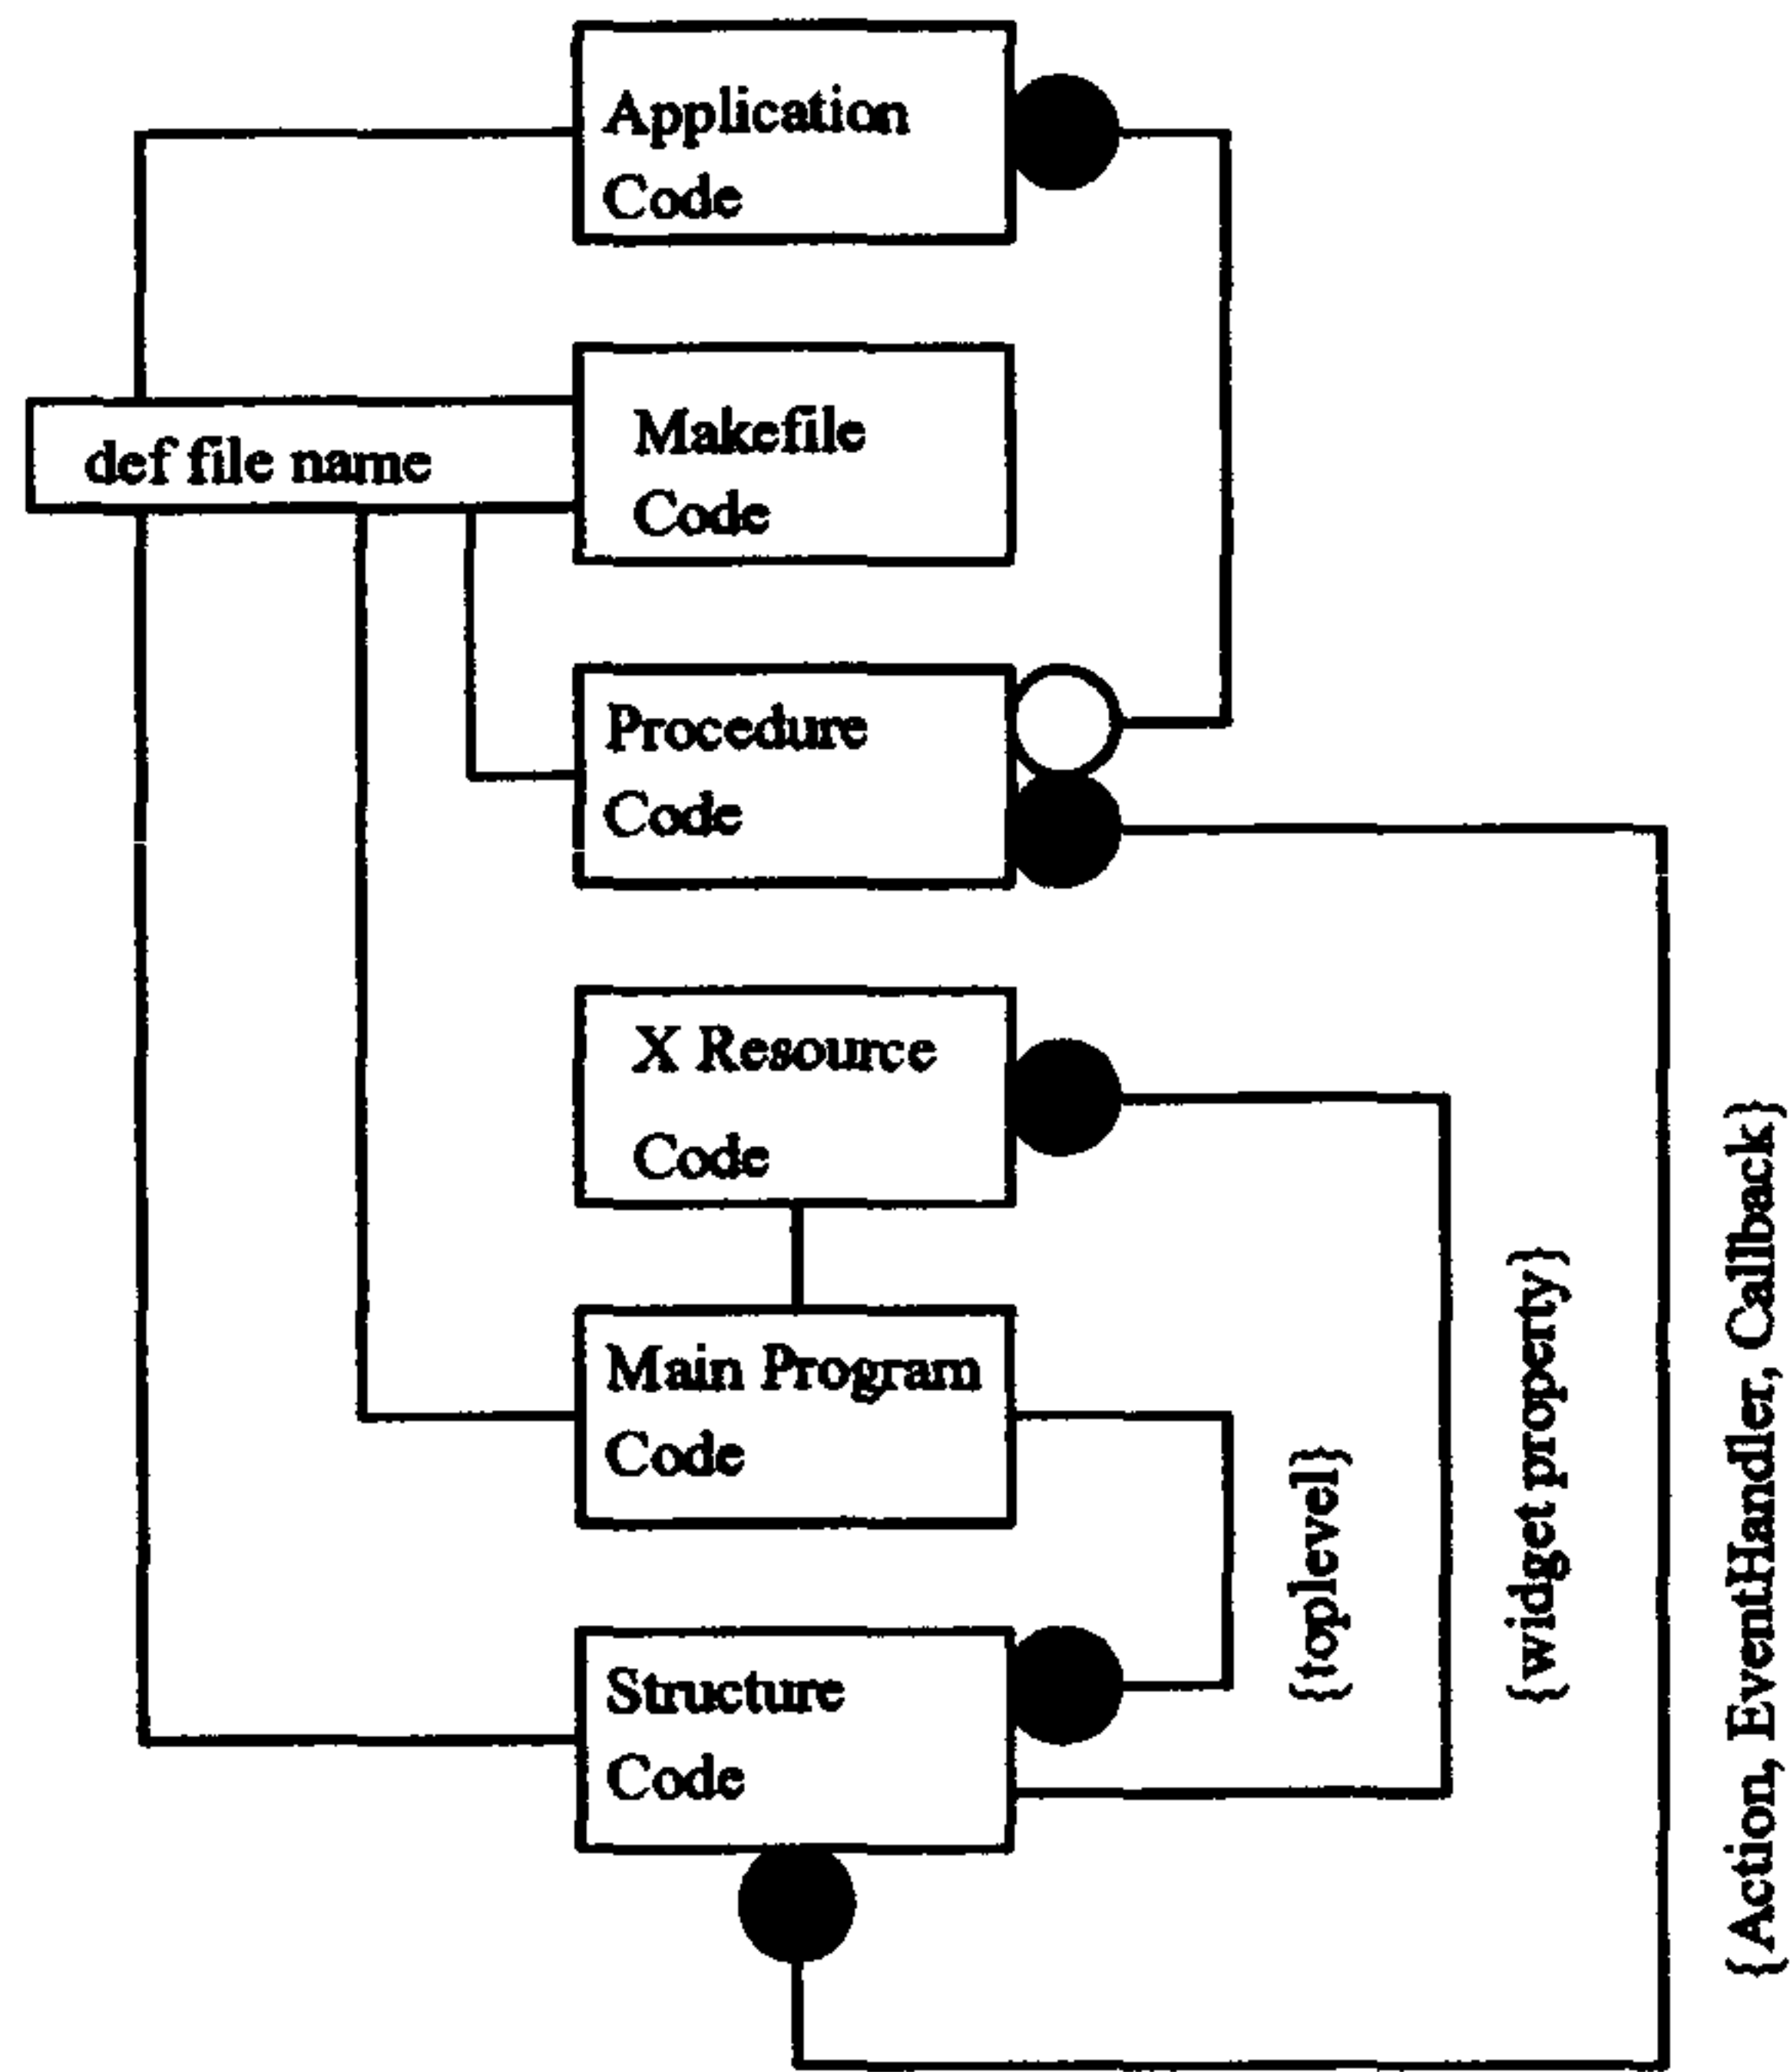 Application
Code
Makefile
Code
def file name
Procedure
Code
X Resource
Code
Main Program
Code
Structure
Code
{toplevel}
{widget property}
{Action, EventHandler, Callback}